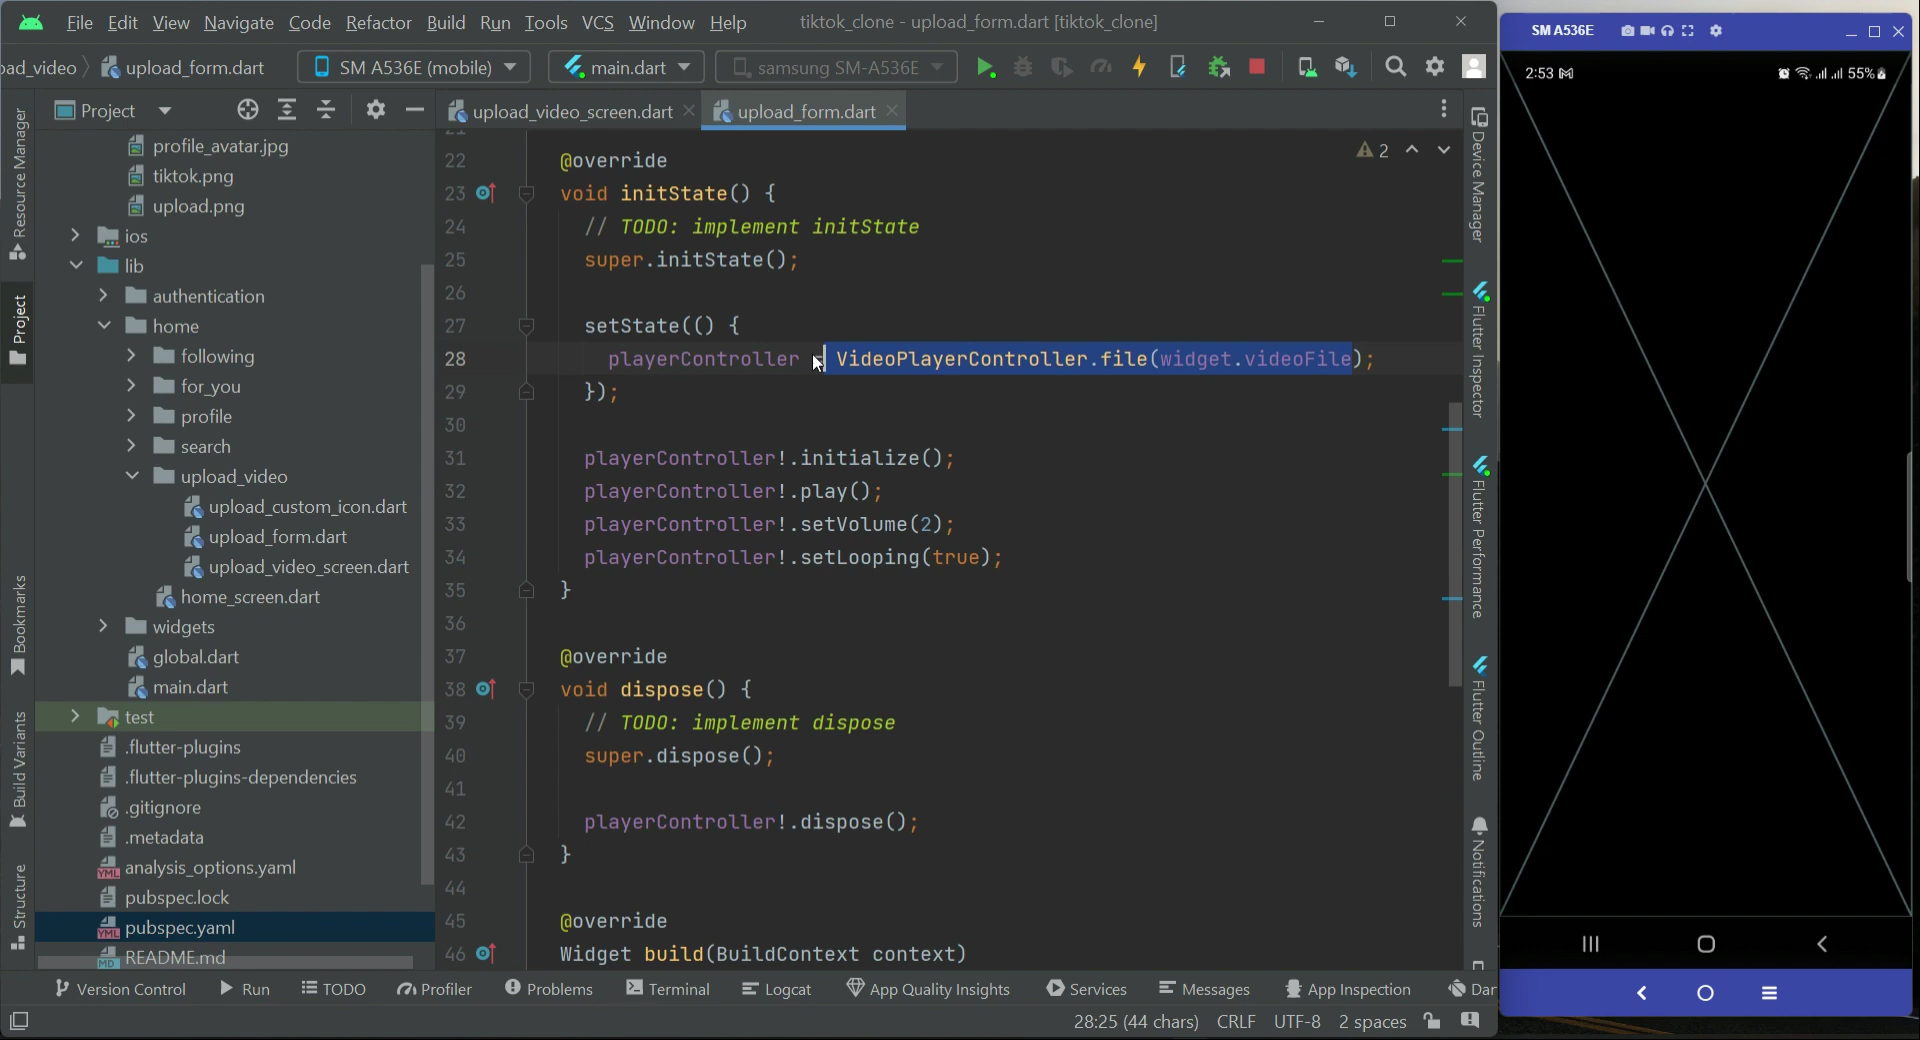 File Edit View Navigate Code Refactor Build Run Tools VCS Window Help
tiktok_clone - upload_form.dart [tiktok_clone]
oad_video upload_form.dart
SM A536E (mobile)
main.dart
samsung SM-A536E
Project
upload_video_screen.dart
upload_form.dart
Resource Manager
Project
Bookmarks
Build Variants
Structure
profile_avatar.jpg
tiktok.png
upload.png
ios
lib
authentication
home
following
for_you
profile
search
upload_video
upload_custom_icon.dart
upload_form.dart
upload_video_screen.dart
home_screen.dart
widgets
global.dart
main.dart
test
.flutter-plugins
.flutter-plugins-dependencies
.gitignore
.metadata
analysis_options.yaml
pubspec.lock
pubspec.yaml
README.md
2
22 @override
23 void initState() {
24 // TODO: implement initState
25 super.initState();
26
27 setState(() {
28 playerController = VideoPlayerController.file(widget.videoFile);
29 });
30
31 playerController!.initialize();
32 playerController!.play();
33 playerController!.setVolume(2);
34 playerController!.setLooping(true);
35 }
36
37 @override
38 void dispose() {
39 // TODO: implement dispose
40 super.dispose();
41
42 playerController!.dispose();
43 }
44
45 @override
46 Widget build(BuildContext context)
Device Manager
Flutter Inspector
Flutter Performance
Flutter Outline
Notifications
Version Control Run TODO Profiler Problems Terminal Logcat App Quality Insights Services Messages App Inspection Dar
28:25 (44 chars) CRLF UTF-8 2 spaces
SM A536E
2:53
55%